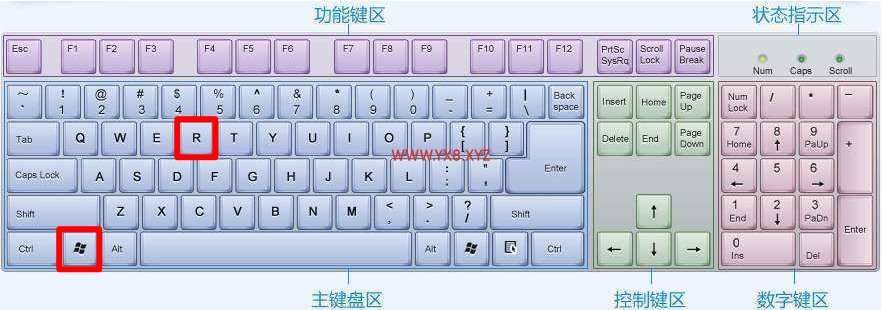 功能键区 状态指示区
Esc F1 F2 F3 F4 F5 F6 F7 F8 F9 F10 F11 F12 PrtSc SysRq Scroll Lock Pause Break
Num Caps Scroll
~ ` ! 1 @ 2 # 3 $ 4 % 5 ^ 6 & 7 * 8 ( 9 ) 0 _ - + = | \ Back space Insert Home Page Up Num Lock / * −
Tab Q W E R T Y U I O P { [ } ] Delete End Page Down 7 Home 8 ↑ 9 PaUp +
WWW.YX8.XYZ
Caps Lock A S D F G H J K L : ; " , Enter 4 ← 5 6 →
Shift Z X C V B N M < , > . ? / Shift ↑ 1 End 2 ↓ 3 PaDn Enter
Ctrl Alt Alt Ctrl ← ↓ → 0 Ins . Del
主键盘区 控制键区 数字键区